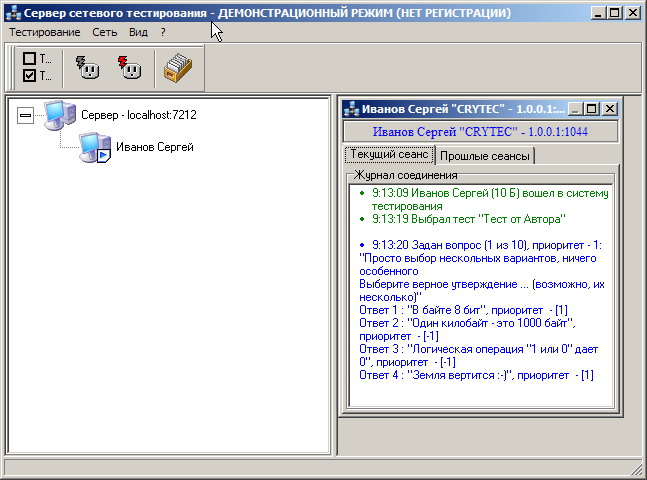 Сервер сетевого тестирования - ДЕМОНСТРАЦИОННЫЙ РЕЖИМ (НЕТ РЕГИСТРАЦИИ)
Тестирование Сеть Вид ?
Т...
Т...
Сервер - localhost:7212
Иванов Сергей
Иванов Сергей "CRYTEC" - 1.0.0.1:...
Иванов Сергей "CRYTEC" - 1.0.0.1:1044
Текущий сеанс Прошлые сеансы
Журнал соединения
• 9:13:09 Иванов Сергей (10 Б) вошел в систему
тестирования
• 9:13:19 Выбрал тест "Тест от Автора"
• 9:13:20 Задан вопрос (1 из 10), приоритет - 1:
"Просто выбор нескольных вариантов, ничего
особенного
Выберите верное утверждение ... (возможно, их
несколько)"
Ответ 1 : "В байте 8 бит", приоритет - [1]
Ответ 2 : "Один килобайт - это 1000 байт",
приоритет - [-1]
Ответ 3 : "Логическая операция "1 или 0" дает
0", приоритет - [-1]
Ответ 4 : "Земля вертится :-)", приоритет - [1]